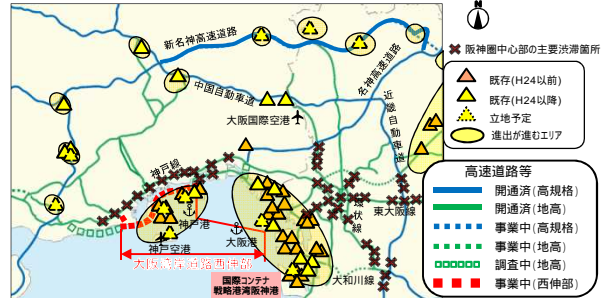 N
新名神高速道路
名神高速道路
中国自動車道
近畿自動車道
大阪国際空港
神戸線
神戸港
神戸空港
大阪港
環状線
東大阪線
大和川線
大阪湾岸道路西伸部
国際コンテナ
戦略港湾阪神港
阪神圏中心部の主要渋滞箇所
既存(H24以前)
既存(H24以降)
立地予定
進出が進むエリア
高速道路等
開通済(高規格)
開通済(地高)
事業中(高規格)
事業中(地高)
調査中(地高)
事業中(西伸部)